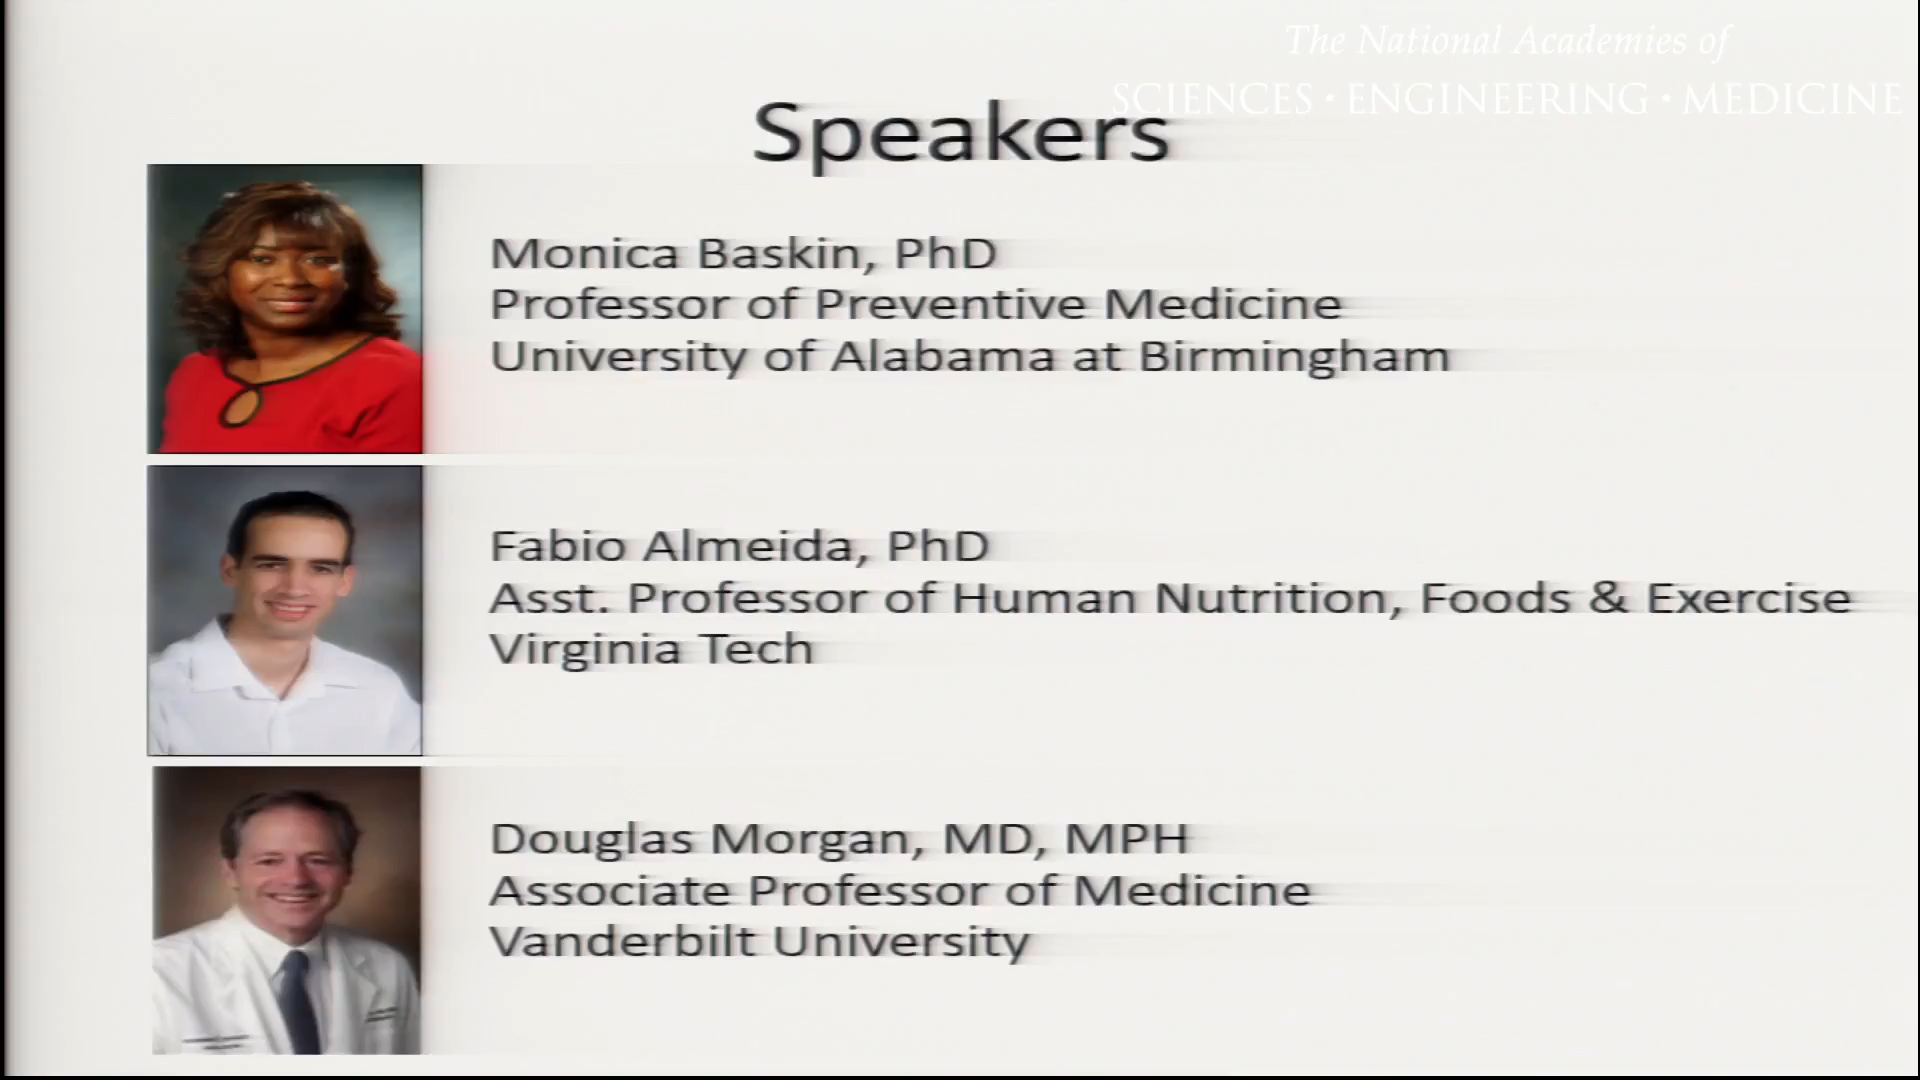 The National Academies of
SCIENCES • ENGINEERING • MEDICINE
Speakers
Monica Baskin, PhD
Professor of Preventive Medicine
University of Alabama at Birmingham
Fabio Almeida, PhD
Asst. Professor of Human Nutrition, Foods & Exercise
Virginia Tech
Douglas Morgan, MD, MPH
Associate Professor of Medicine
Vanderbilt University